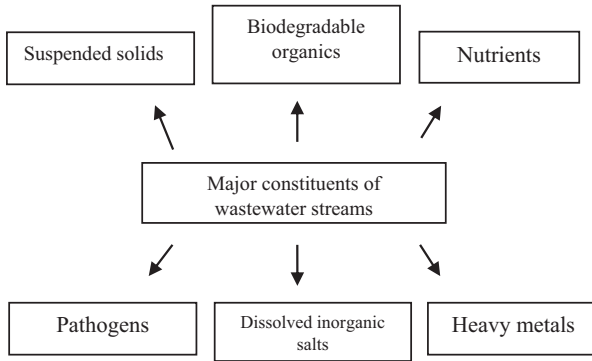 Suspended solids
Biodegradable
organics
Nutrients
Major constituents of
wastewater streams
Pathogens
Dissolved inorganic
salts
Heavy metals